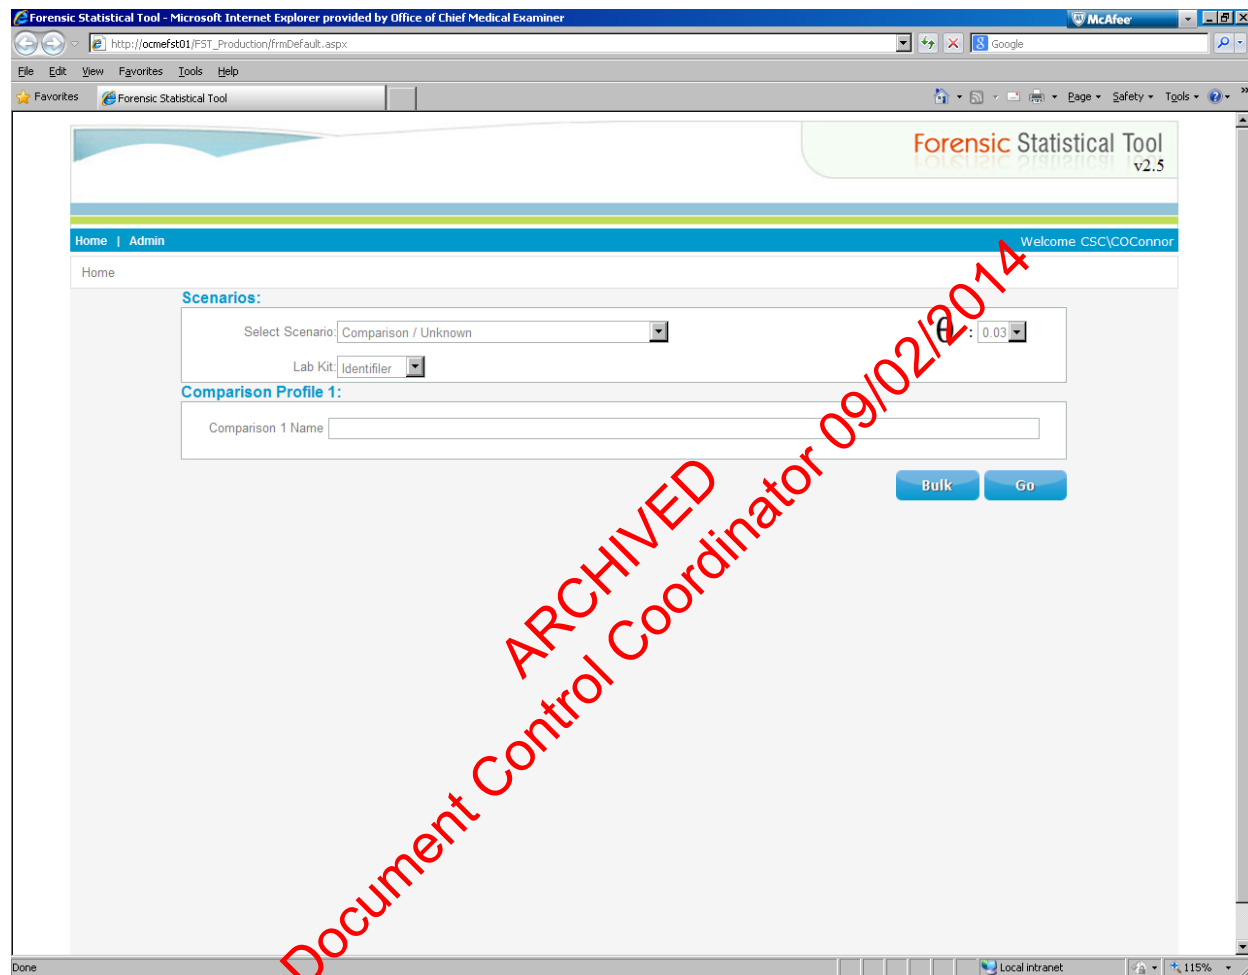 Forensic Statistical Tool - Microsoft Internet Explorer provided by Office of Chief Medical Examiner
McAfee
http://ocmefst01/FST_Production/frmDefault.aspx
Google
File Edit View Favorites Tools Help
Favorites Forensic Statistical Tool
Page Safety Tools
Forensic Statistical Tool
v2.5
Home | Admin
Welcome CSC\COConnor
Home
Scenarios:
Select Scenario: Comparison / Unknown
θ : 0.03
Lab Kit: Identifiler
Comparison Profile 1:
Comparison 1 Name
Bulk Go
ARCHIVED
Document Control Coordinator 09/02/2014
Done
Local intranet
115%